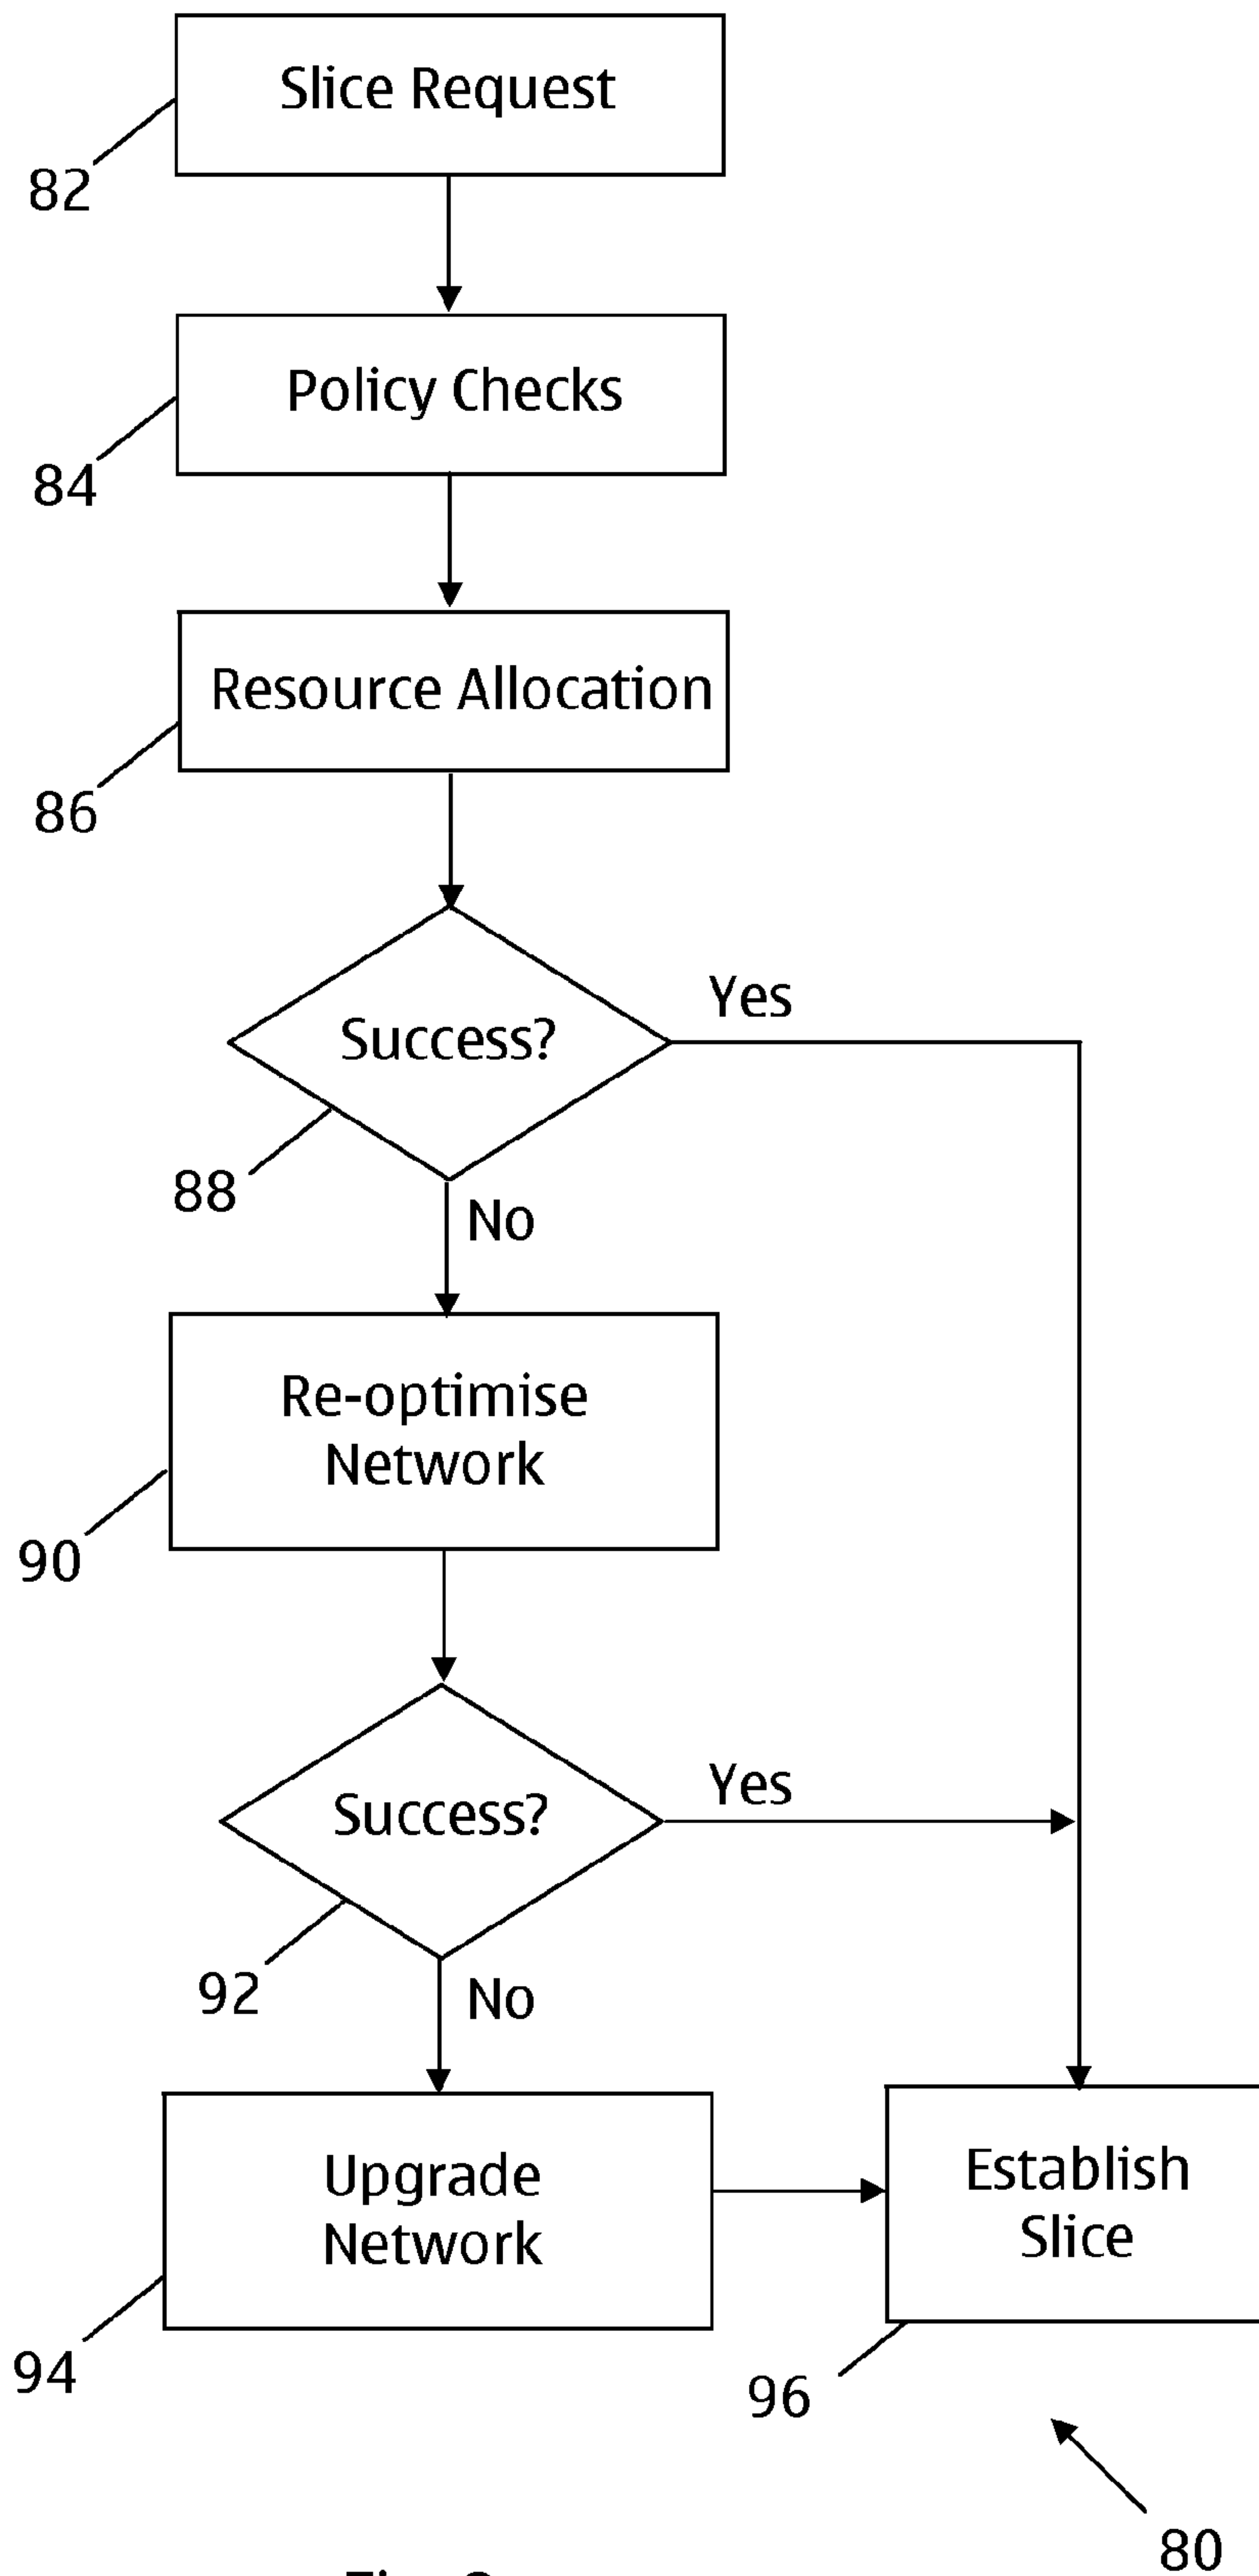 Slice Request
82
Policy Checks
84
Resource Allocation
86
Success?
Yes
88
No
Re-optimise
Network
90
Success?
Yes
92
No
Upgrade
Network
Establish
Slice
94
96
80